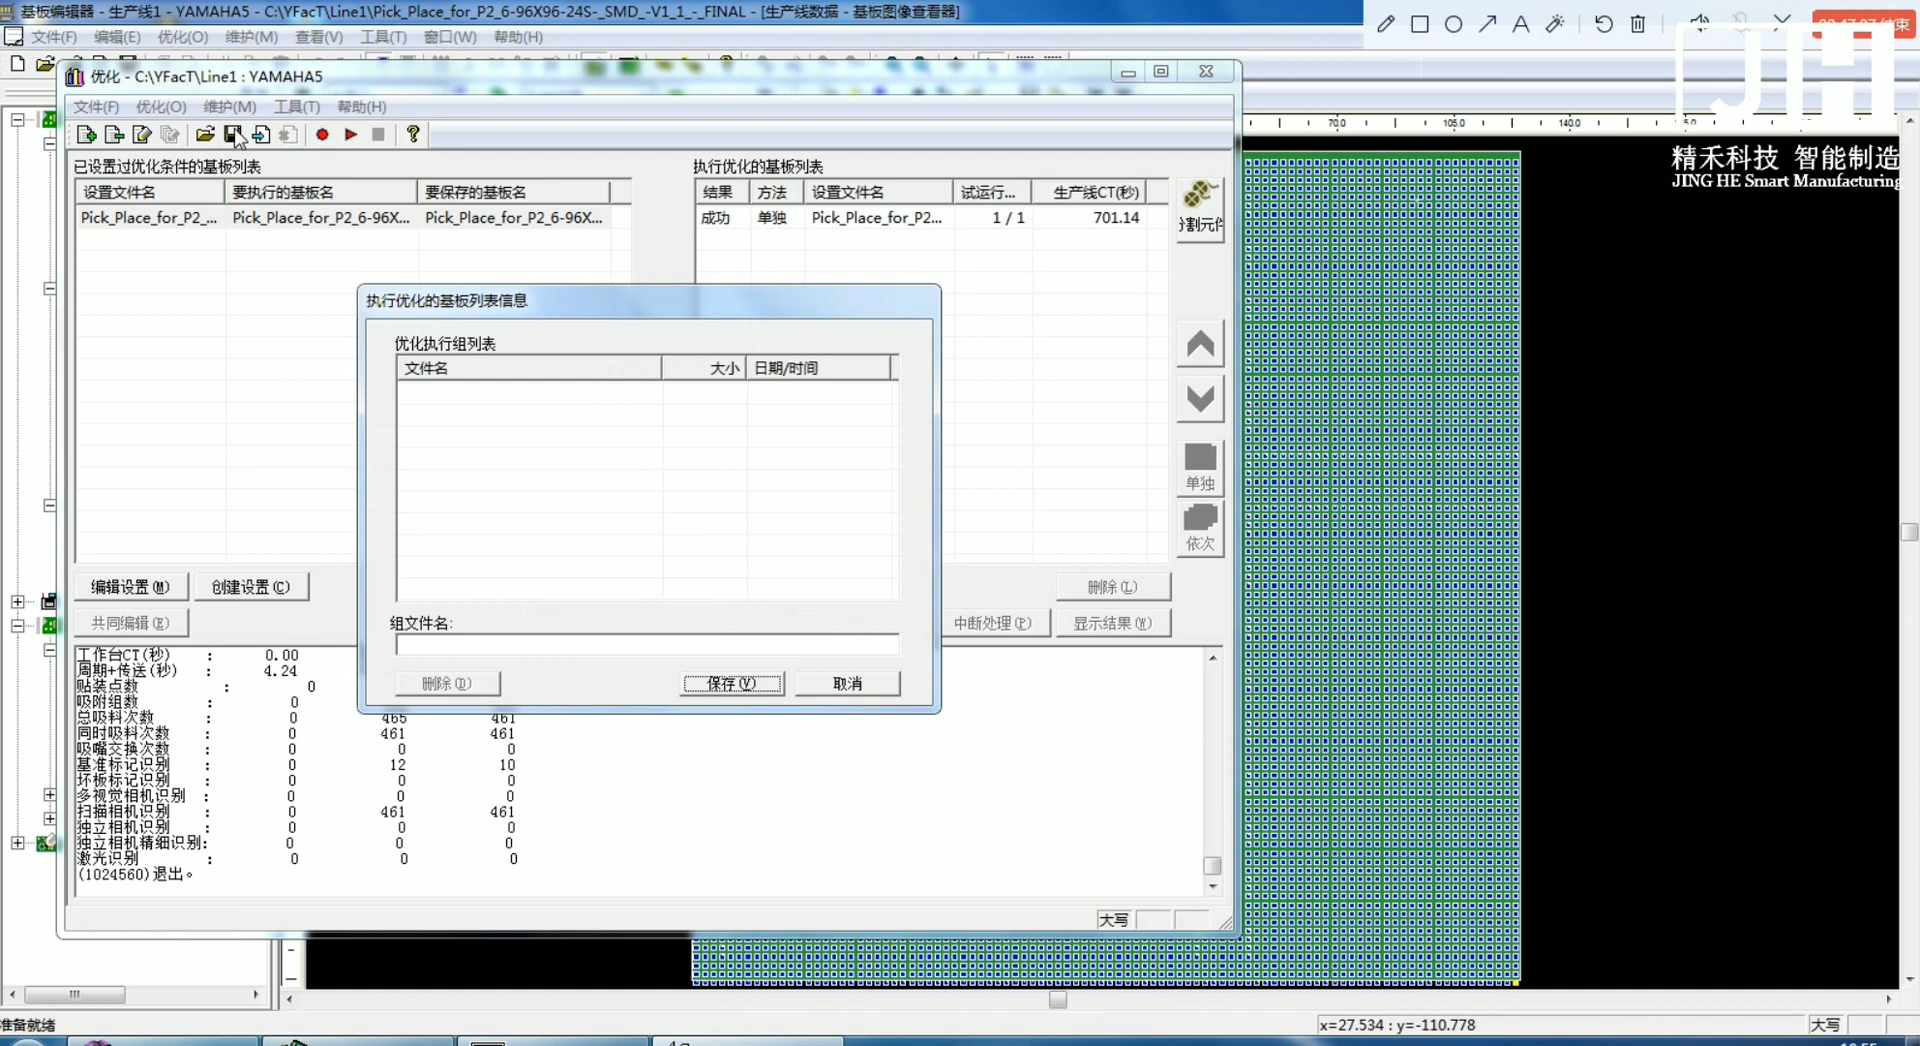 基板编辑器 - 生产线1 - YAMAHA5 - C:\YFacT\Line1\Pick_Place_for_P2_6-96X96-24S-_SMD_-V1_1_-_FINAL - [生产线数据 - 基板图像查看器]
文件(F) 编辑(E) 优化(O) 维护(M) 查看(V) 工具(T) 窗口(W) 帮助(H)
优化 - C:\YFacT\Line1 : YAMAHA5
文件(F) 优化(O) 维护(M) 工具(T) 帮助(H)
70.0 105.0 140.0
JH
精禾科技 智能制造
JING HE Smart Manufacturing
已设置过优化条件的基板列表
设置文件名 要执行的基板名 要保存的基板名
Pick_Place_for_P2_... Pick_Place_for_P2_6-96X... Pick_Place_for_P2_6-96X...
执行优化的基板列表
结果 方法 设置文件名 试运行... 生产线CT(秒)
成功 单独 Pick_Place_for_P2... 1 / 1 701.14
分割元件
单独
依次
执行优化的基板列表信息
优化执行组列表
文件名 大小 日期/时间
组文件名:
删除(D) 保存(V) 取消
编辑设置(M) 创建设置(C)
共同编辑(E)
删除(L)
中断处理(P) 显示结果(W)
工作台CT(秒) : 0.00
周期+传送(秒) : 4.24
贴装点数 : 0
吸附组数 : 0
总吸料次数 : 0 465 461
同时吸料次数 : 0 461 461
吸嘴交换次数 : 0 0 0
基准标记识别 : 0 12 10
坏板标记识别 : 0 0 0
多视觉相机识别 : 0 0 0
扫描相机识别 : 0 461 461
独立相机识别 : 0 0 0
独立相机精细识别: 0 0 0
激光识别 : 0 0 0
(1024560)退出。
大写
准备就绪
x=27.534 : y=-110.778
大写